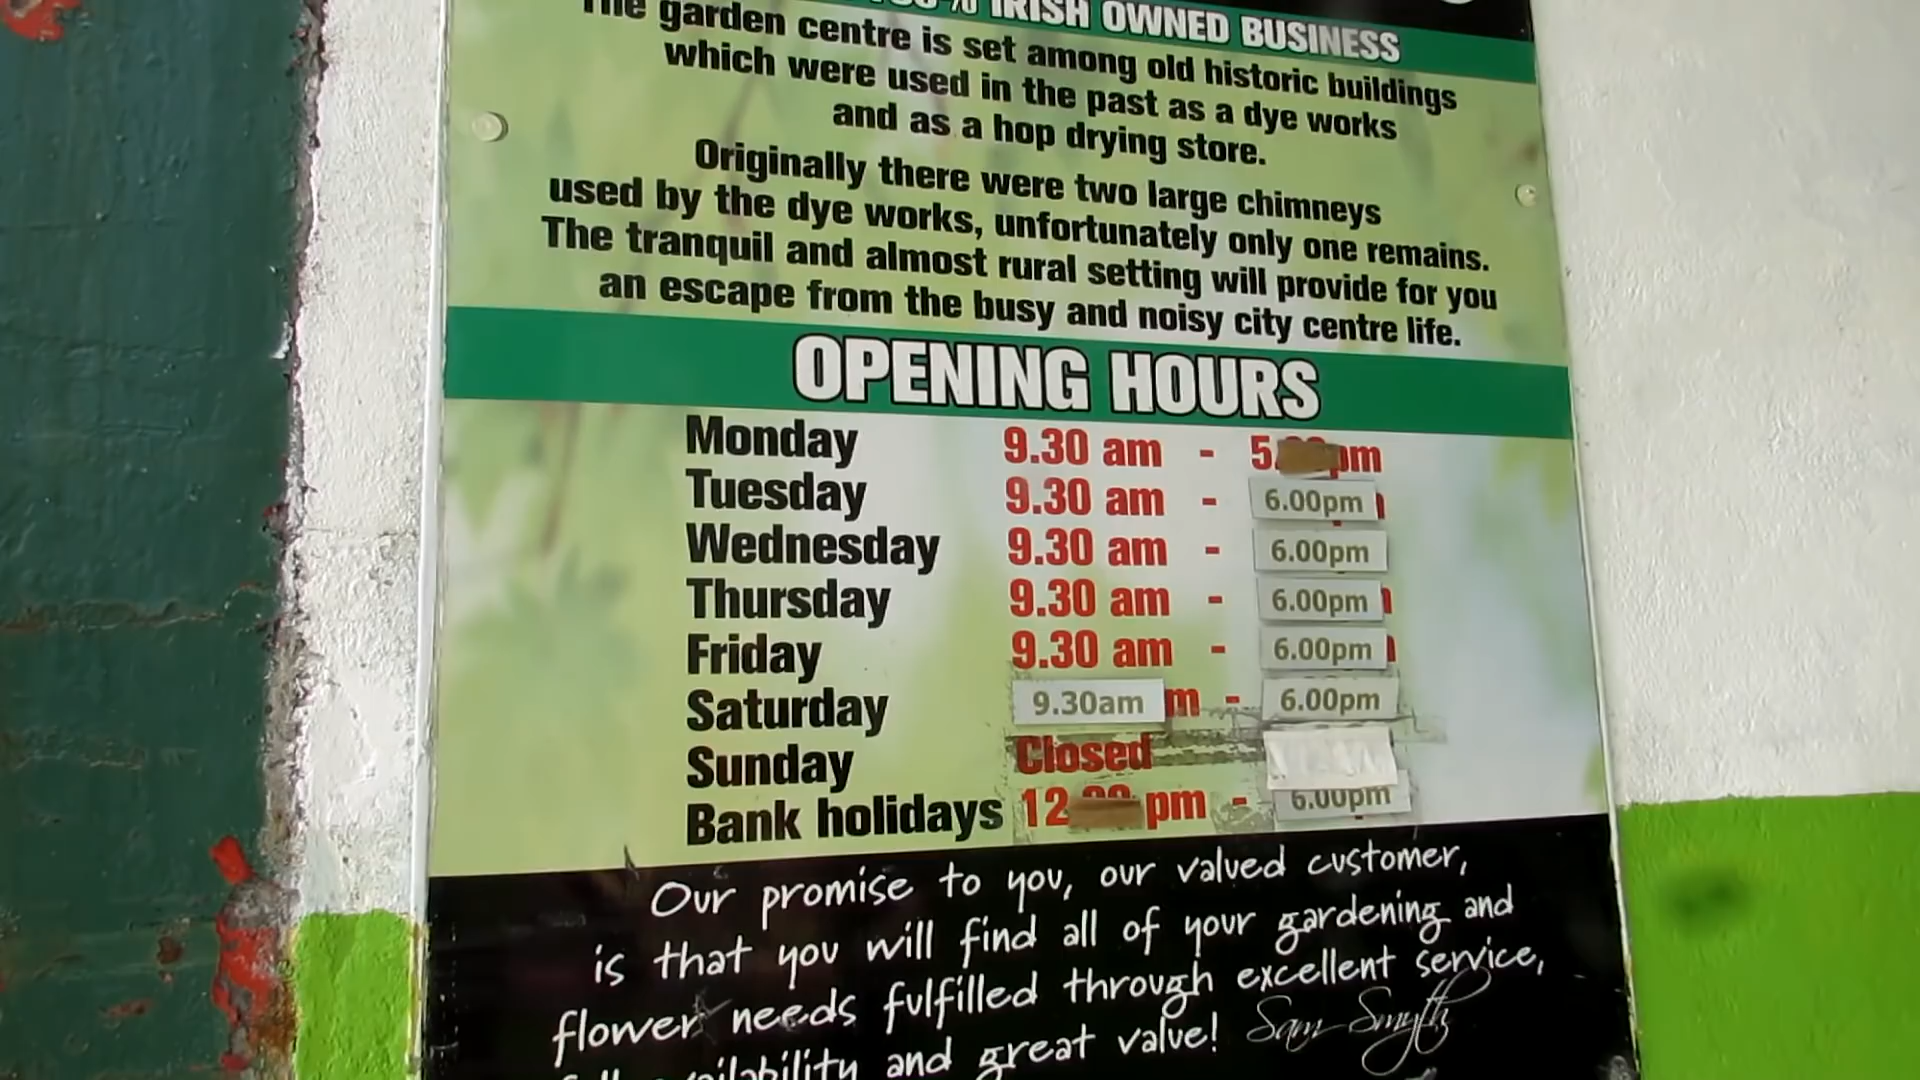 IRISH OWNED BUSINESS
The garden centre is set among old historic buildings
which were used in the past as a dye works
and as a hop drying store.
Originally there were two large chimneys
used by the dye works, unfortunately only one remains.
The tranquil and almost rural setting will provide for you
an escape from the busy and noisy city centre life.
OPENING HOURS
Monday 9.30 am - 5. pm
Tuesday 9.30 am - 6.00pm
Wednesday 9.30 am - 6.00pm
Thursday 9.30 am - 6.00pm
Friday 9.30 am - 6.00pm
Saturday 9.30am - 6.00pm
Sunday Closed
Bank holidays 12 pm - 6.00pm
Our promise to you, our valued customer,
is that you will find all of your gardening and
flower needs fulfilled through excellent service,
and great value! Sam Smyth